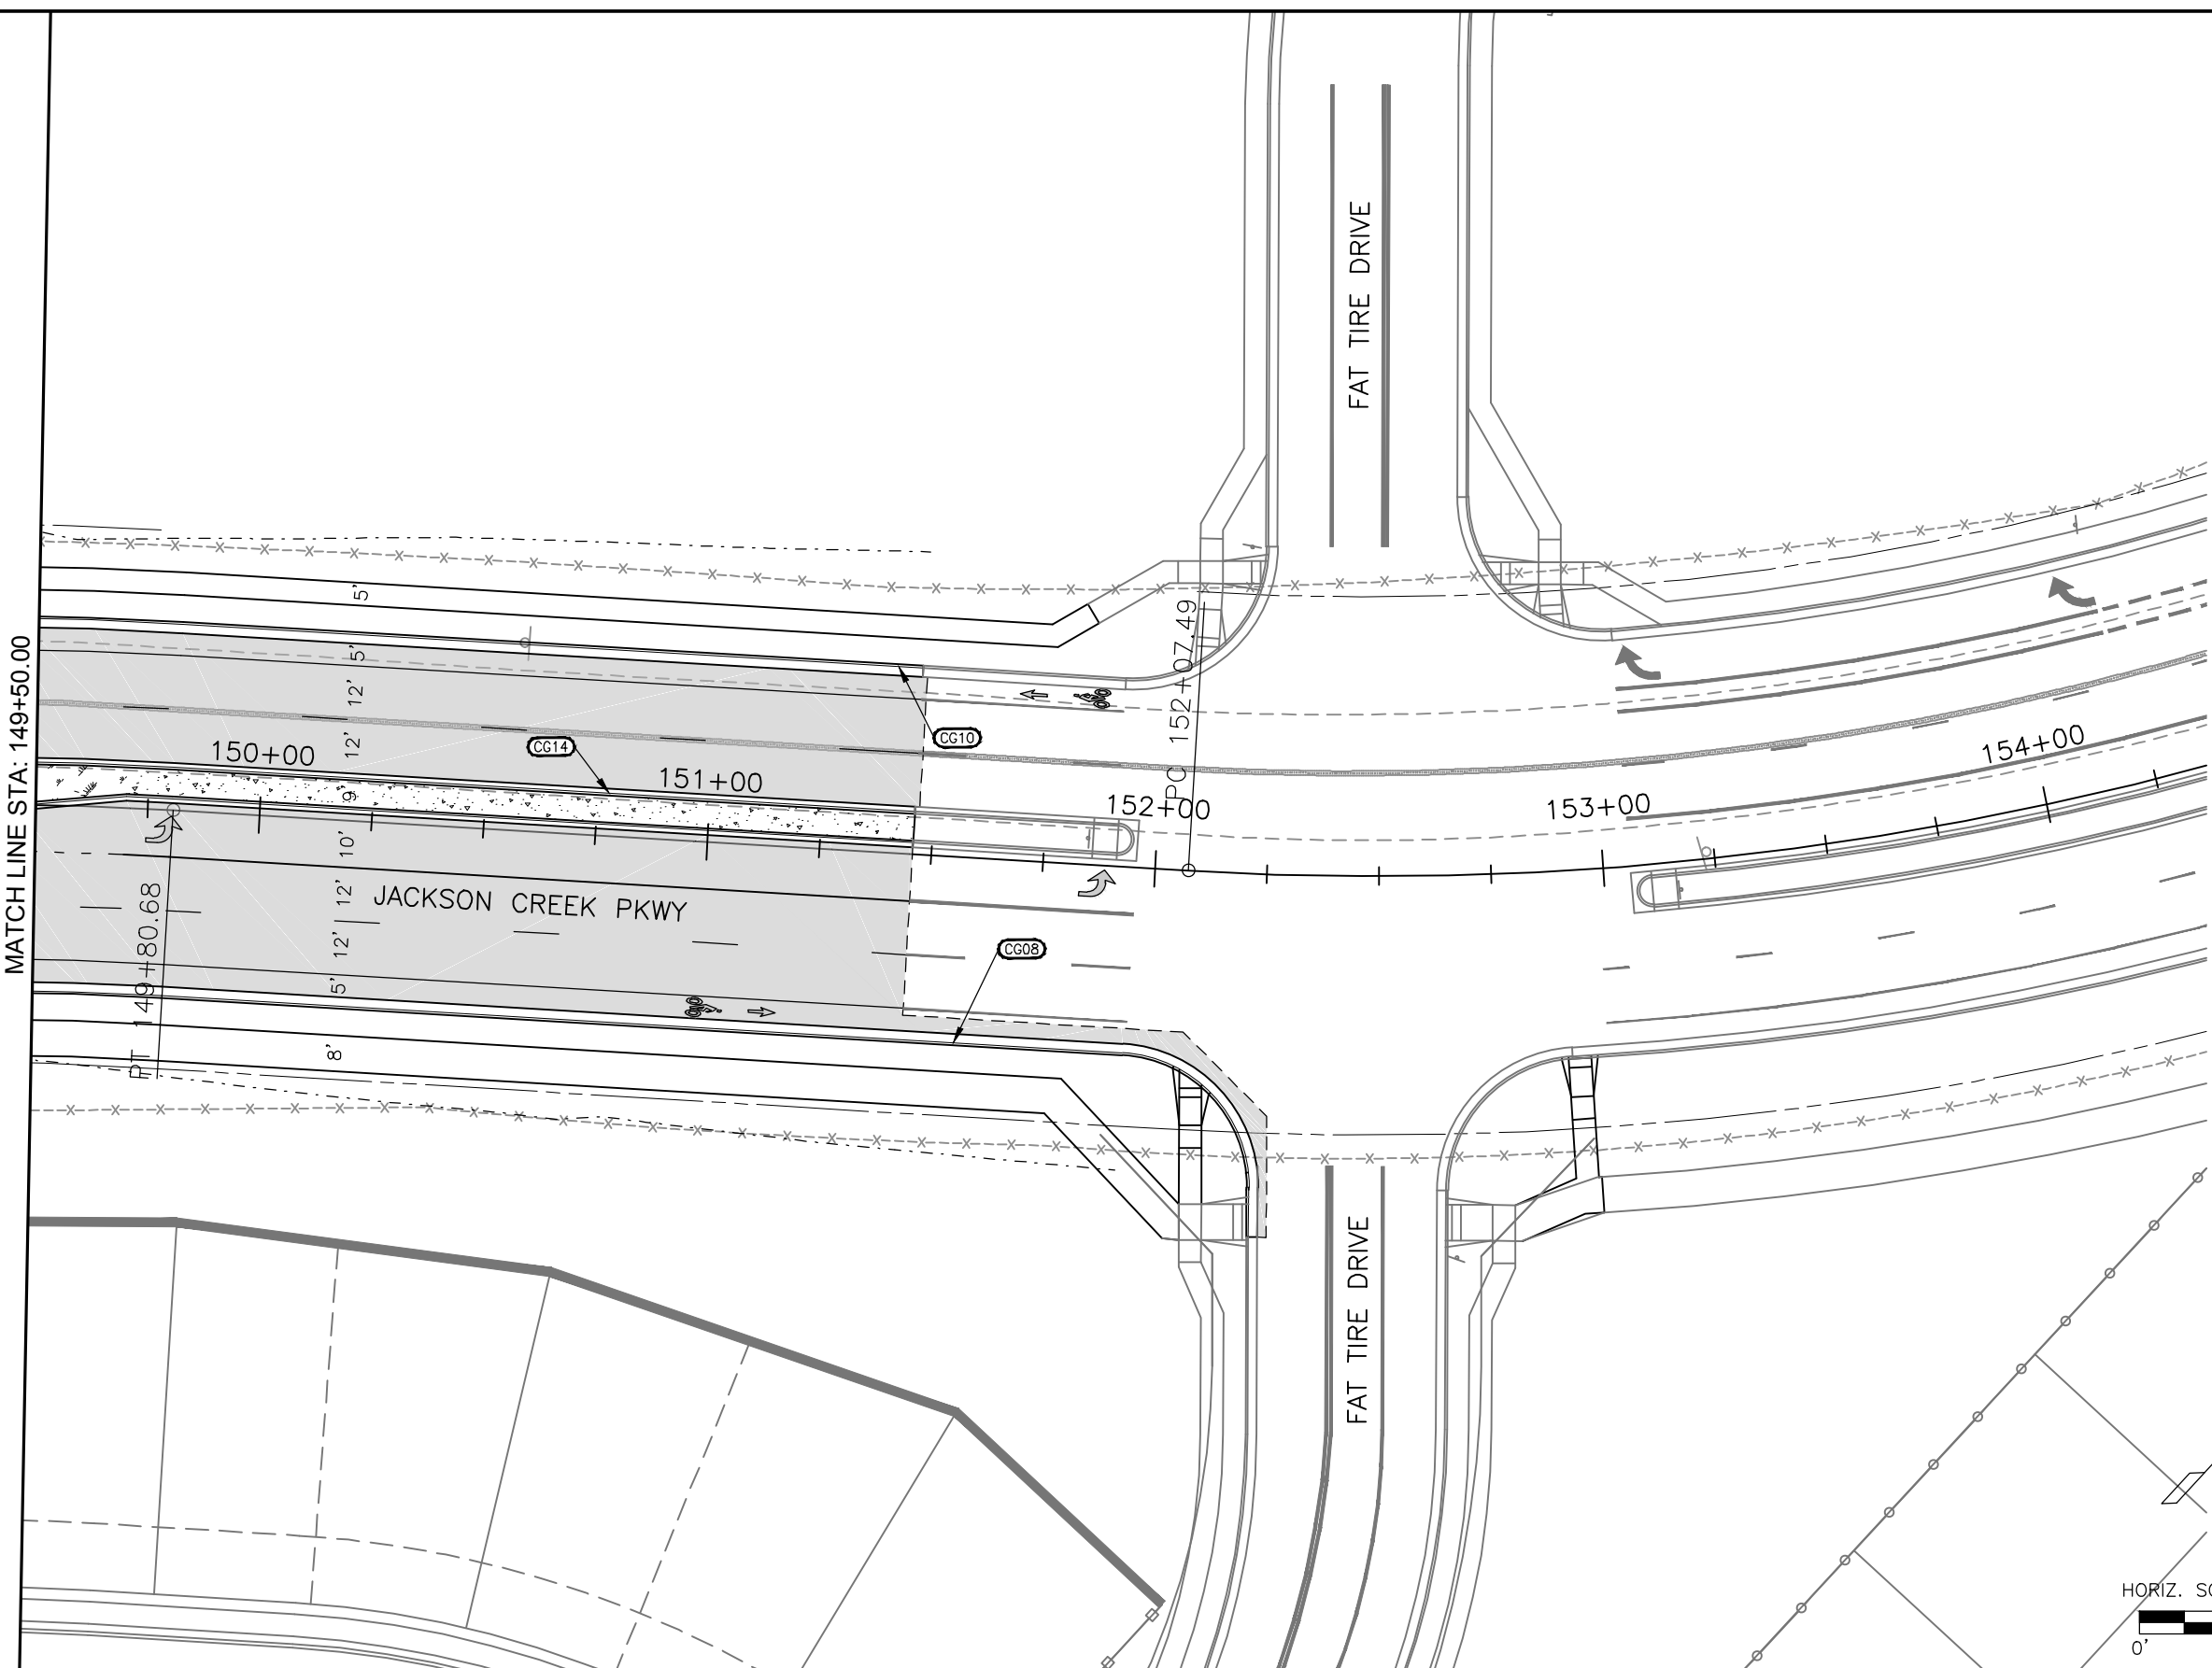 MATCH LINE STA: 149+50.00
FAT TIRE DRIVE
5'
5'
12'
12'
9'
10'
12'
12'
5'
8'
CG14
CG10
CG08
150+00
151+00
152+00
153+00
154+00
PC 152+07.49
PT 149+80.68
JACKSON CREEK PKWY
FAT TIRE DRIVE
HORIZ.
0'